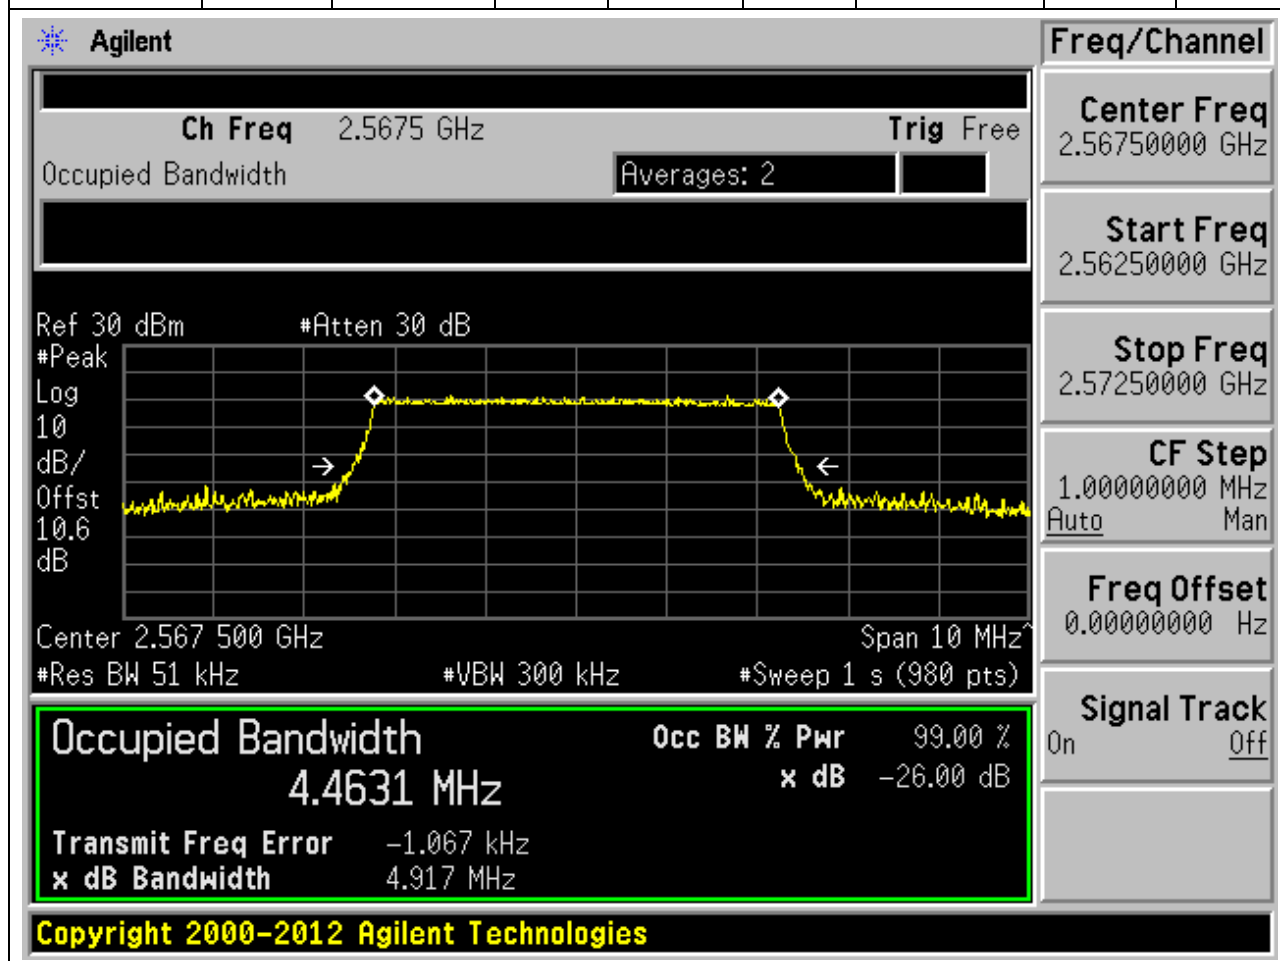 Agilent
Freq/Channel
Ch Freq 2.5675 GHz Trig Free
Occupied Bandwidth Averages: 2
Center Freq
2.56750000 GHz
Start Freq
2.56250000 GHz
Stop Freq
2.57250000 GHz
CF Step
1.00000000 MHz
Auto Man
Freq Offset
0.00000000 Hz
Signal Track
On Off
Ref 30 dBm #Atten 30 dB
#Peak
Log
10
dB/
Offst
10.6
dB
Center 2.567 500 GHz Span 10 MHz^
#Res BW 51 kHz #VBW 300 kHz #Sweep 1 s (980 pts)
Occupied Bandwidth Occ BW % Pwr 99.00 %
4.4631 MHz x dB -26.00 dB
Transmit Freq Error -1.067 kHz
x dB Bandwidth 4.917 MHz
Copyright 2000-2012 Agilent Technologies